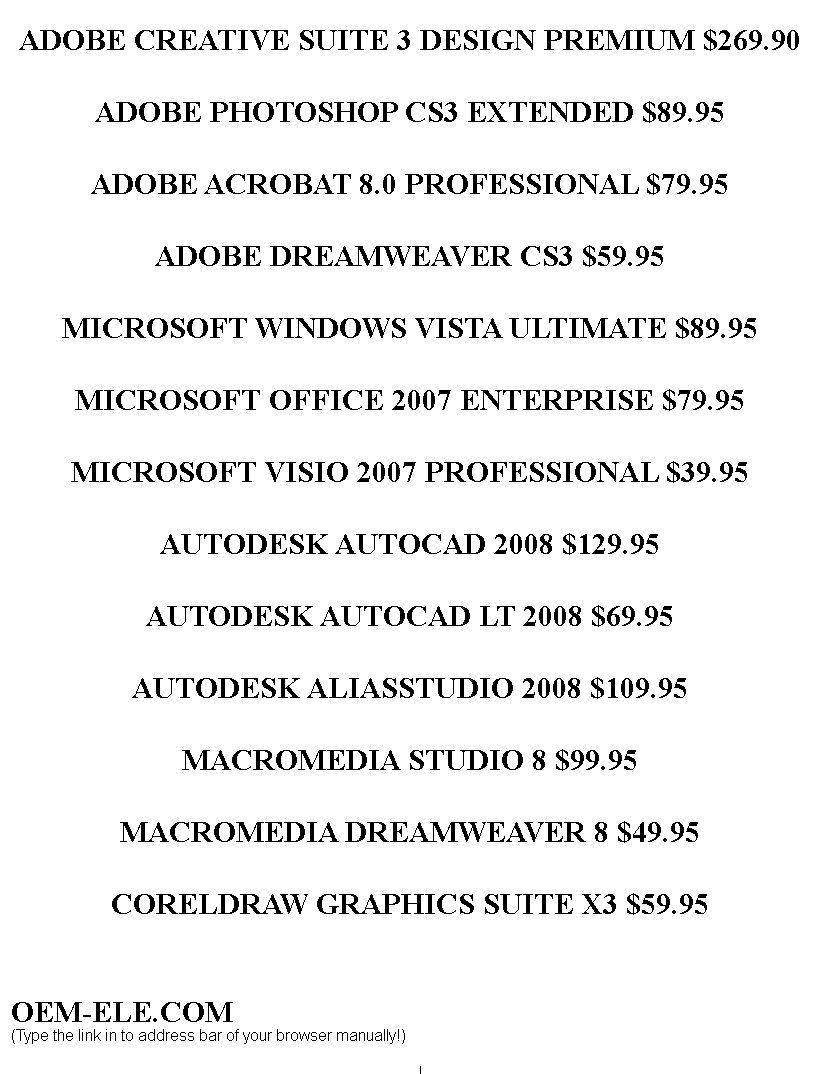 ADOBE CREATIVE SUITE 3 DESIGN PREMIUM $269.90
ADOBE PHOTOSHOP CS3 EXTENDED $89.95
ADOBE ACROBAT 8.0 PROFESSIONAL $79.95
ADOBE DREAMWEAVER CS3 $59.95
MICROSOFT WINDOWS VISTA ULTIMATE $89.95
MICROSOFT OFFICE 2007 ENTERPRISE $79.95
MICROSOFT VISIO 2007 PROFESSIONAL $39.95
AUTODESK AUTOCAD 2008 $129.95
AUTODESK AUTOCAD LT 2008 $69.95
AUTODESK ALIASSTUDIO 2008 $109.95
MACROMEDIA STUDIO 8 $99.95
MACROMEDIA DREAMWEAVER 8 $49.95
CORELDRAW GRAPHICS SUITE X3 $59.95
OEM-ELE.COM
(Type the link in to address bar of your browser manually!)